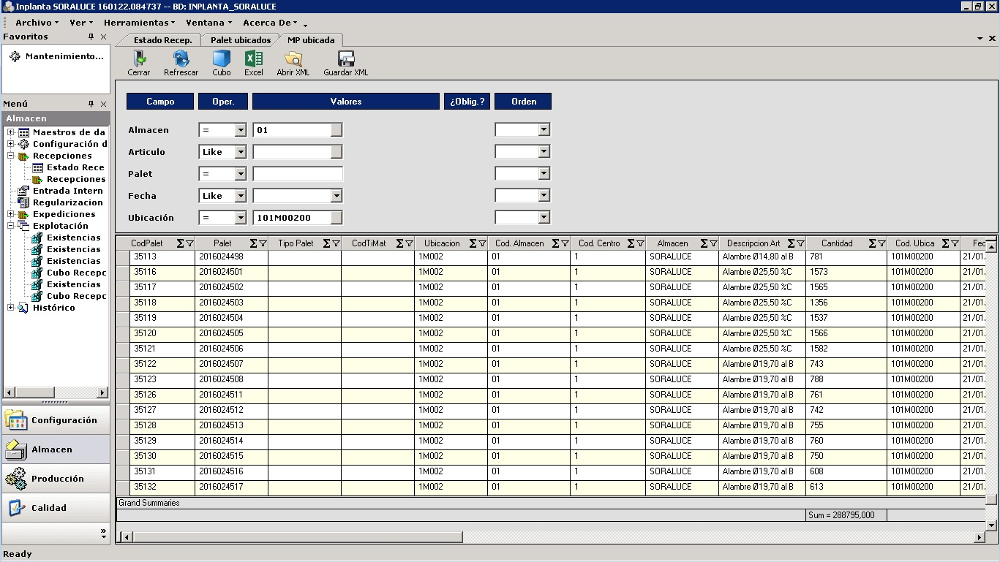 Inplanta SORALUCE 160122.084737 -- BD: INPLANTA_SORALUCE
Archivo Ver Herramientas Ventana Acerca De
Favoritos
Mantenimiento...
Estado Recep. Palet ubicados MP ubicada
Cerrar Refrescar Cubo Excel Abrir XML Guardar XML
Campo Oper. Valores ¿Oblig.? Orden
Almacen = 01
Articulo Like
Palet =
Fecha Like
Ubicación = 101M00200
Menú
Almacen
Maestros de da
Configuración d
Recepciones
Estado Rece
Recepciones
Entrada Intern
Regularizacion
Expediciones
Explotación
Existencias
Existencias
Existencias
Cubo Recepc
Existencias
Cubo Recepc
Histórico
Configuración
Almacen
Producción
Calidad
CodPalet Palet Tipo Palet CodTiMat Ubicacion Cod. Almacen Cod. Centro Almacen Descripcion Art Cantidad Cod. Ubica Fec
35113 2016024498 1M002 01 1 SORALUCE Alambre Ø14,80 al B 781 101M00200 21/01.
35116 2016024501 1M002 01 1 SORALUCE Alambre Ø25,50 %C 1573 101M00200 21/01.
35117 2016024502 1M002 01 1 SORALUCE Alambre Ø25,50 %C 1565 101M00200 21/01.
35118 2016024503 1M002 01 1 SORALUCE Alambre Ø25,50 %C 1356 101M00200 21/01.
35119 2016024504 1M002 01 1 SORALUCE Alambre Ø25,50 %C 1537 101M00200 21/01.
35120 2016024505 1M002 01 1 SORALUCE Alambre Ø25,50 %C 1566 101M00200 21/01.
35121 2016024506 1M002 01 1 SORALUCE Alambre Ø25,50 %C 1582 101M00200 21/01.
35122 2016024507 1M002 01 1 SORALUCE Alambre Ø19,70 al B 743 101M00200 21/01.
35123 2016024508 1M002 01 1 SORALUCE Alambre Ø19,70 al B 788 101M00200 21/01.
35126 2016024511 1M002 01 1 SORALUCE Alambre Ø19,70 al B 761 101M00200 21/01.
35127 2016024512 1M002 01 1 SORALUCE Alambre Ø19,70 al B 742 101M00200 21/01.
35128 2016024513 1M002 01 1 SORALUCE Alambre Ø19,70 al B 755 101M00200 21/01.
35129 2016024514 1M002 01 1 SORALUCE Alambre Ø19,70 al B 760 101M00200 21/01.
35130 2016024515 1M002 01 1 SORALUCE Alambre Ø19,70 al B 750 101M00200 21/01.
35131 2016024516 1M002 01 1 SORALUCE Alambre Ø19,70 al B 608 101M00200 21/01.
35132 2016024517 1M002 01 1 SORALUCE Alambre Ø19,70 al B 613 101M00200 21/01.
Grand Summaries
Sum = 288795,000
Ready